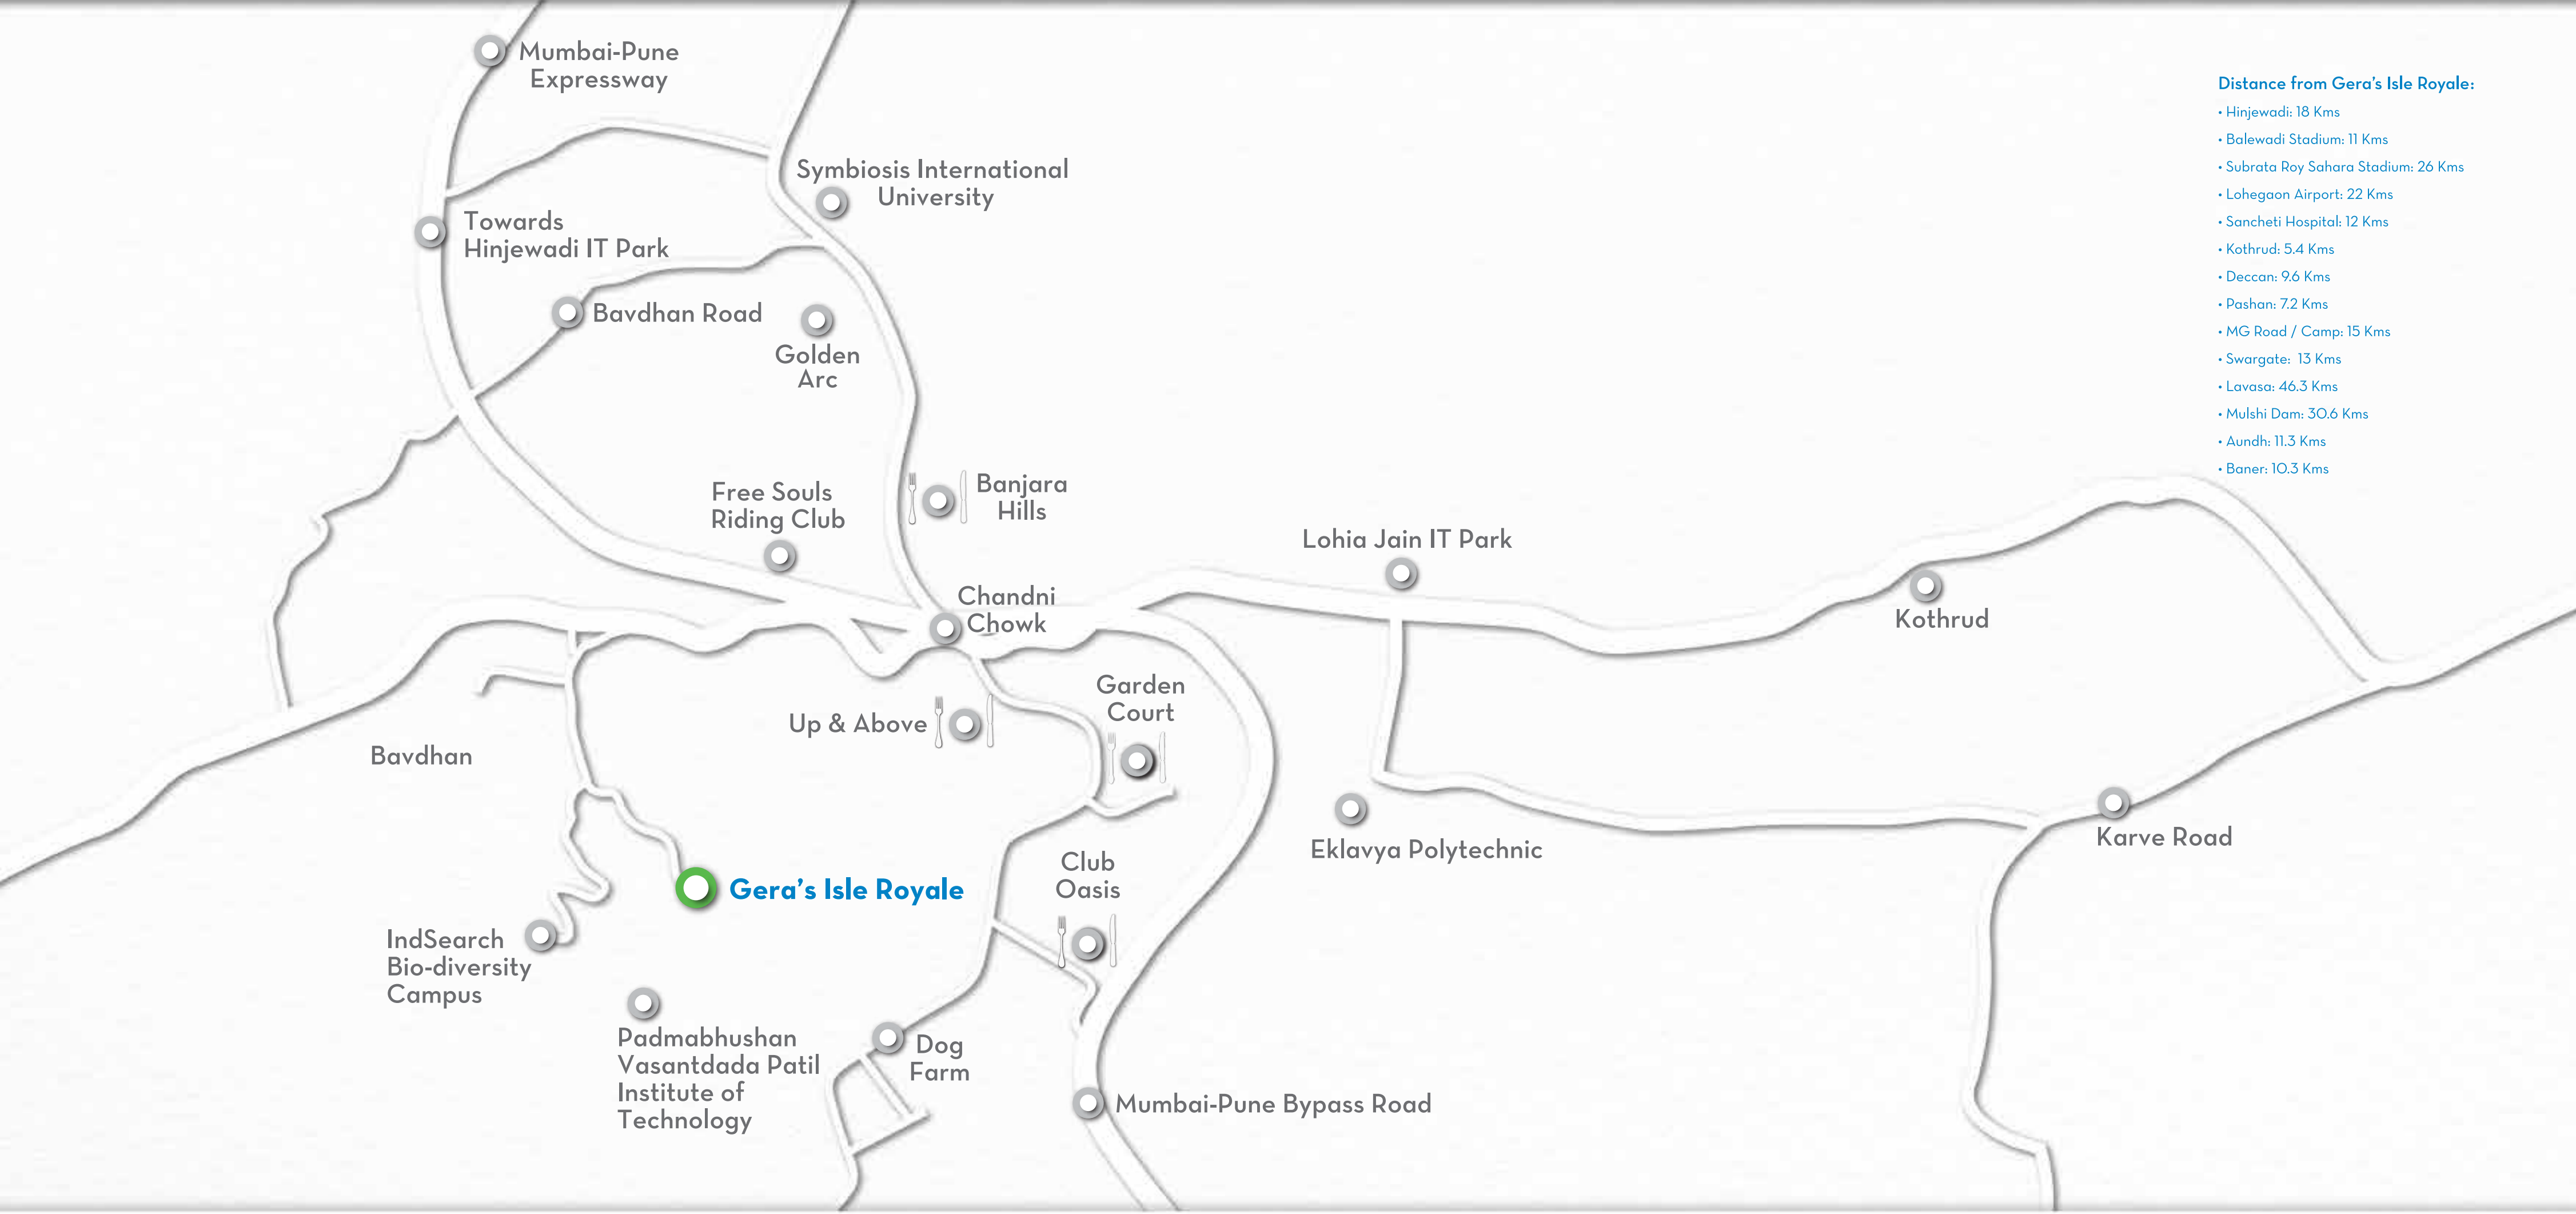 Mumbai-Pune
Expressway
Distance from Gera's Isle Royale:
• Hinjewadi: 18 Kms
• Balewadi Stadium: 11 Kms
• Subrata Roy Sahara Stadium: 26 Kms
• Lohegaon Airport: 22 Kms
• Sancheti Hospital: 12 Kms
• Kothrud: 5.4 Kms
• Deccan: 9.6 Kms
• Pashan: 7.2 Kms
• MG Road / Camp: 15 Kms
• Swargate: 13 Kms
• Lavasa: 46.3 Kms
• Mulshi Dam: 30.6 Kms
• Aundh: 11.3 Kms
• Baner: 10.3 Kms
Symbiosis International
University
Towards
Hinjewadi IT Park
Bavdhan Road
Golden
Arc
Free Souls
Riding Club
Banjara
Hills
Lohia Jain IT Park
Chandni
Chowk
Kothrud
Garden
Court
Up & Above
Bavdhan
Eklavya Polytechnic
Karve Road
Club
Oasis
Gera's Isle Royale
IndSearch
Bio-diversity
Campus
Padmabhushan
Vasantdada Patil
Institute of
Technology
Dog
Farm
Mumbai-Pune Bypass Road